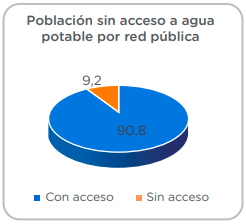 Población sin acceso a agua
potable por red pública
9,2
90,8
Con acceso
Sin acceso